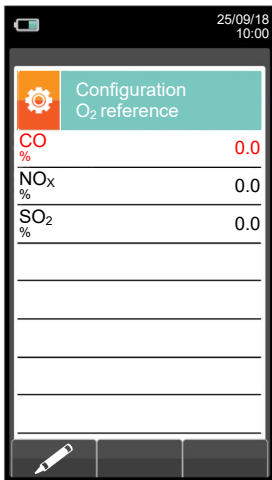 25/09/18
10:00
Configuration
O₂ reference
CO 0.0
%
NOX 0.0
%
SO₂ 0.0
%